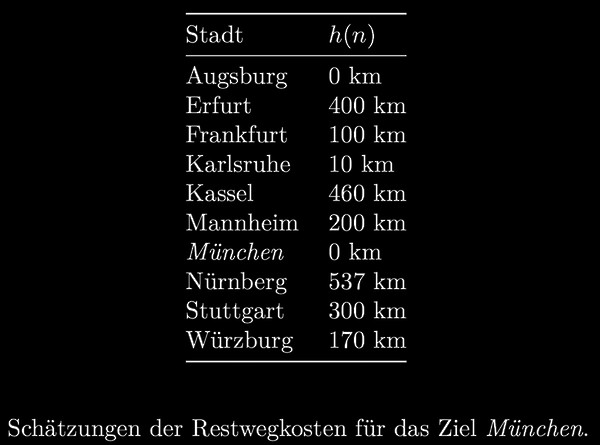 Stadt h(n)
Augsburg 0 km
Erfurt 400 km
Frankfurt 100 km
Karlsruhe 10 km
Kassel 460 km
Mannheim 200 km
München 0 km
Nürnberg 537 km
Stuttgart 300 km
Würzburg 170 km
Schätzungen der Restwegkosten für das Ziel München.